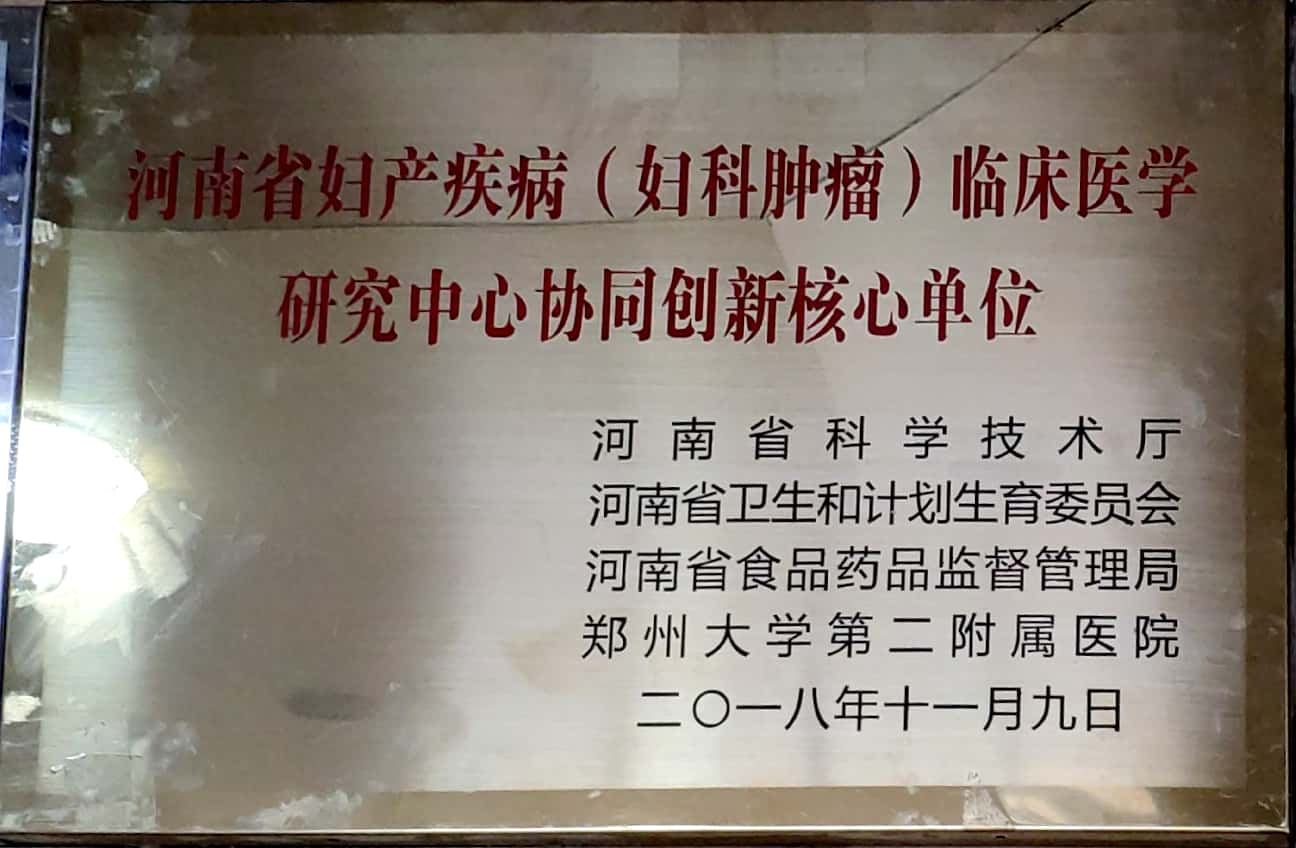 河南省妇产疾病（妇科肿瘤）临床医学
研究中心协同创新核心单位
河南省科学技术厅
河南省卫生和计划生育委员会
河南省食品药品监督管理局
郑州大学第二附属医院
二〇一八年十一月九日